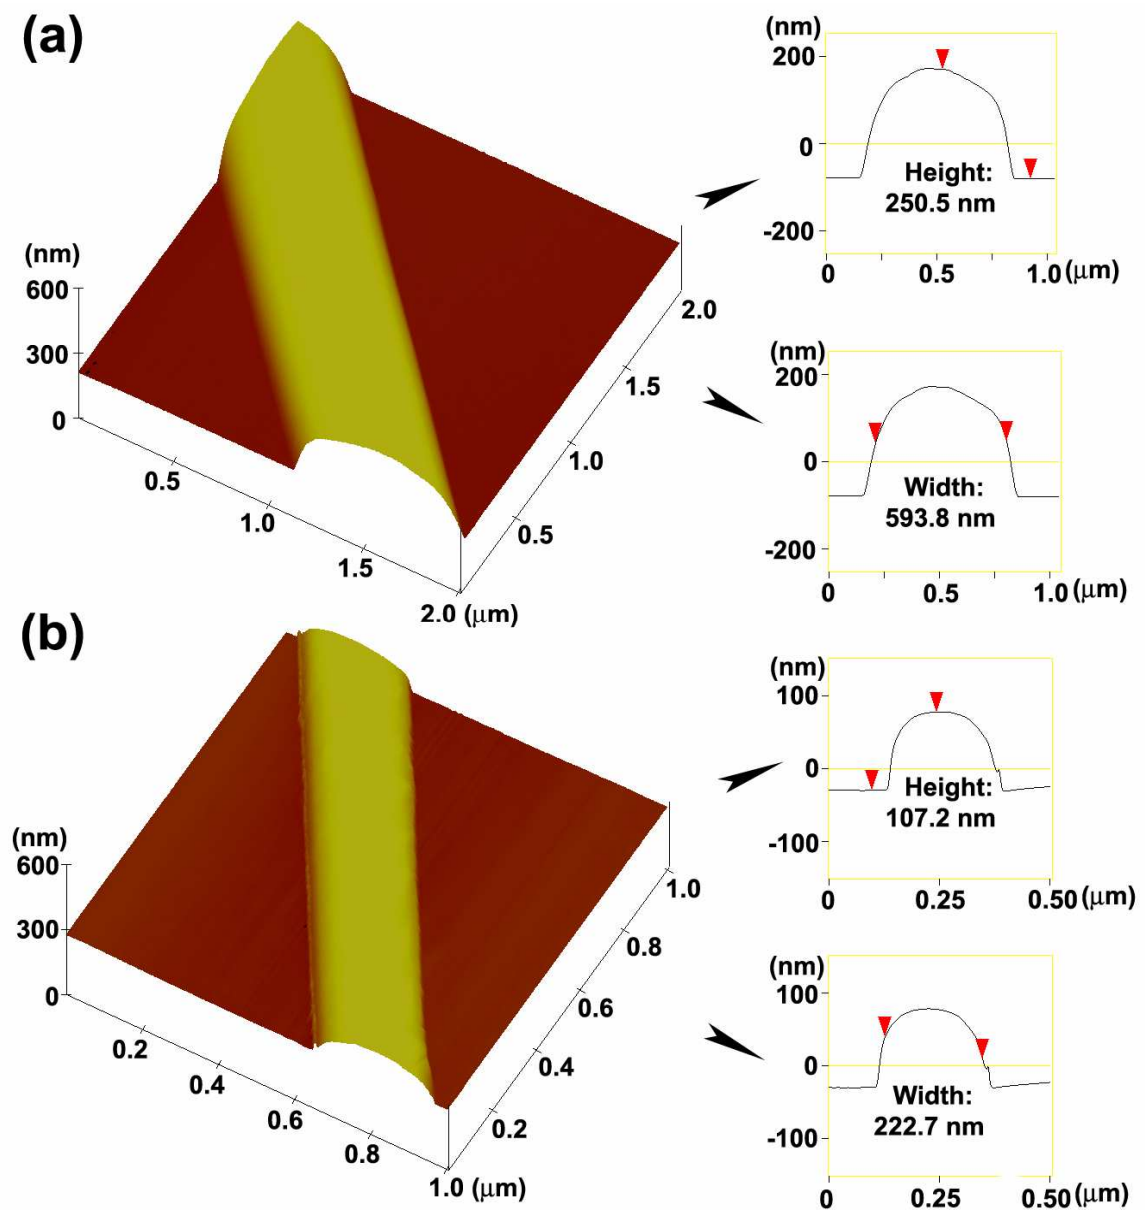 (a)
(nm)
600
300
0
0.5
1.0
1.5
2.0 (μm)
0.5
1.0
1.5
2.0
(nm)
200
0
-200
Height:
250.5 nm
0
0.5
1.0 (μm)
(nm)
200
0
-200
Width:
593.8 nm
0
0.5
1.0 (μm)
(b)
(nm)
600
300
0
0.2
0.4
0.6
0.8
1.0 (μm)
0.2
0.4
0.6
0.8
1.0
(nm)
100
0
-100
Height:
107.2 nm
0
0.25
0.50 (μm)
(nm)
100
0
-100
Width:
222.7 nm
0
0.25
0.50 (μm)